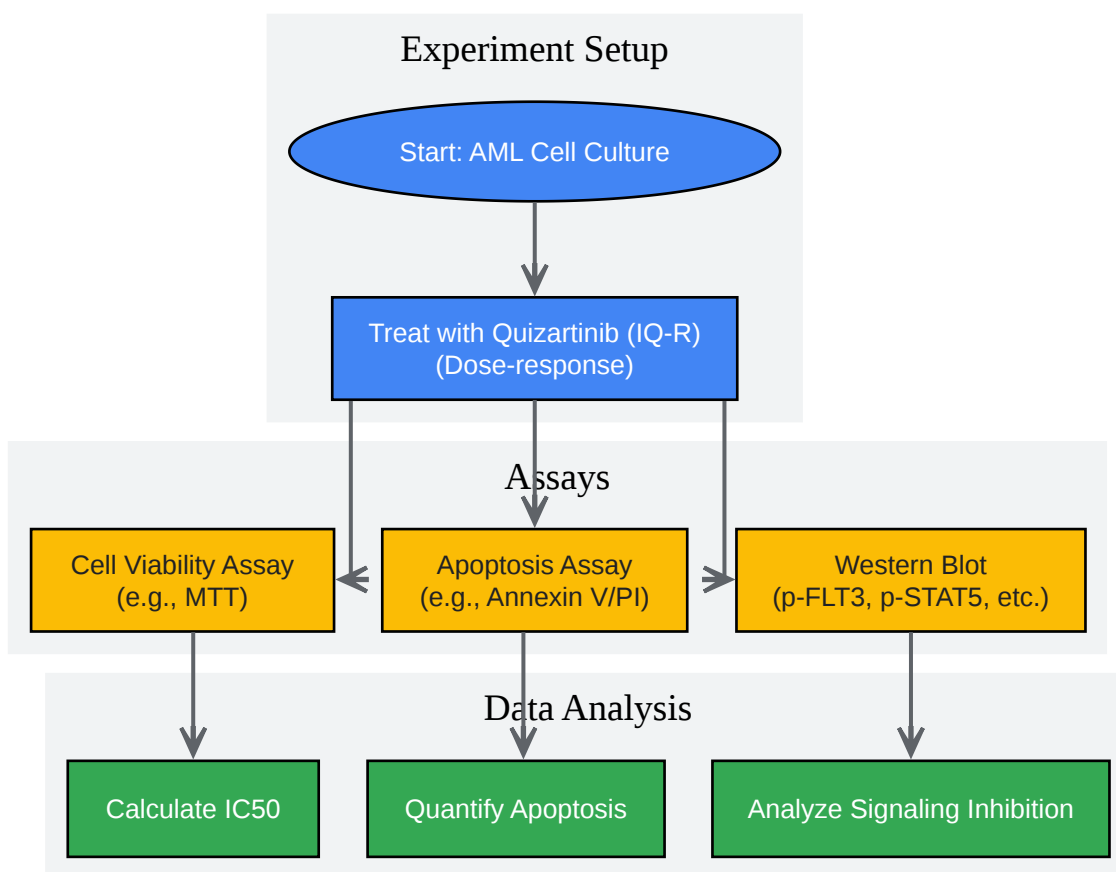 Experiment Setup
Start: AML Cell Culture
Treat with Quizartinib (IQ-R)
(Dose-response)
Assays
Cell Viability Assay
(e.g., MTT)
Apoptosis Assay
(e.g., Annexin V/PI)
Western Blot
(p-FLT3, p-STAT5, etc.)
Data Analysis
Calculate IC50
Quantify Apoptosis
Analyze Signaling Inhibition